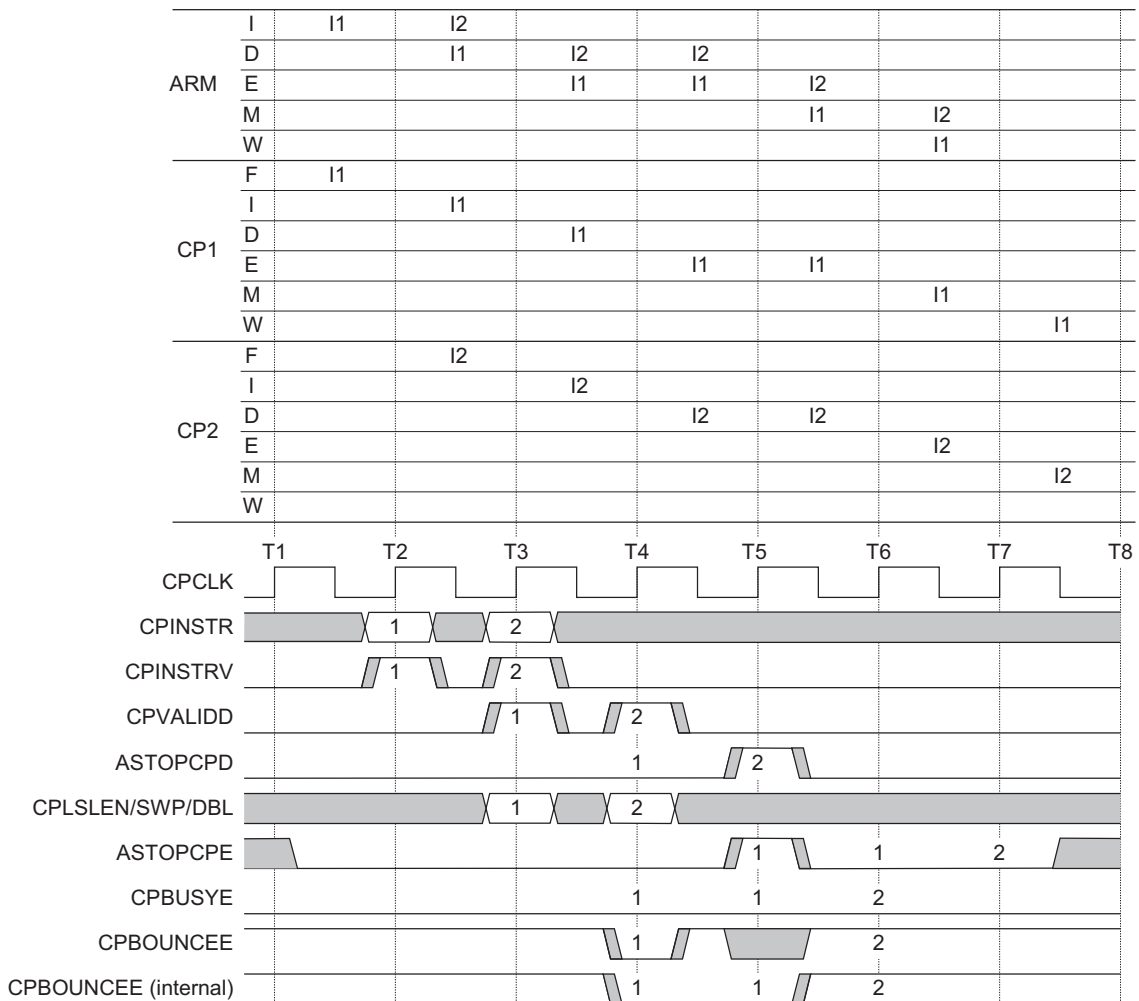 I I1 I2
D I1 I2 I2
ARM E I1 I1 I2
M I1 I2
W I1
F I1
I I1
CP1 D I1
E I1 I1
M I1
W I1
F I2
I I2
CP2 D I2 I2
E I2
M I2
W
T1 T2 T3 T4 T5 T6 T7 T8
CPCLK
CPINSTR 1 2
CPINSTRV 1 2
CPVALIDD 1 2
ASTOPCPD 1 2
CPLSLEN/SWP/DBL 1 2
ASTOPCPE 1 1 2
CPBUSYE 1 1 2
CPBOUNCEE 1 2
CPBOUNCEE (internal) 1 1 2